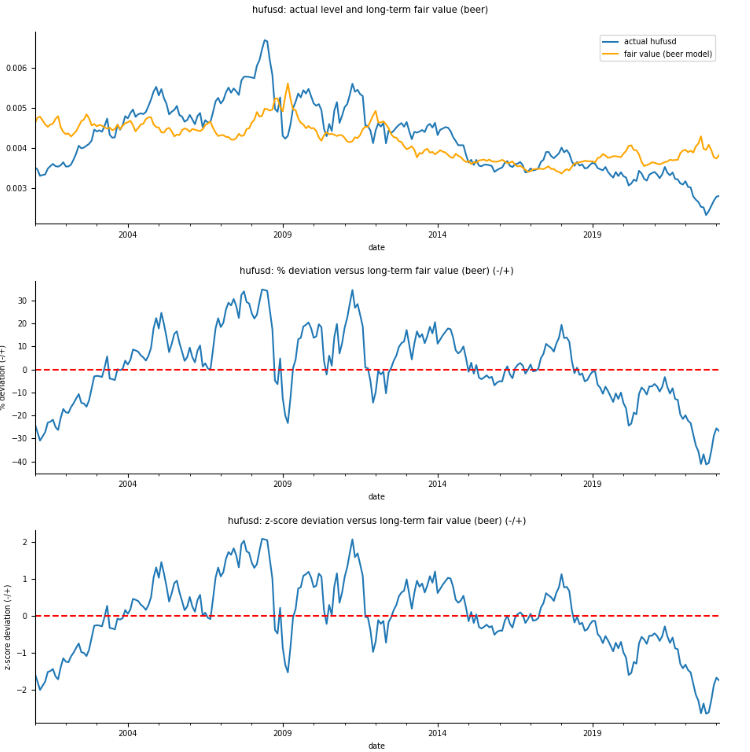 hufusd: actual level and long-term fair value (beer)
actual hufusd
fair value (beer model)
0.006
0.005
0.004
0.003
2004
2009
2014
2019
date
hufusd: % deviation versus long-term fair value (beer) (-/+)
% deviation (-/+)
30
20
10
0
−10
−20
−30
−40
2004
2009
2014
2019
date
hufusd: z-score deviation versus long-term fair value (beer) (-/+)
z-score deviation (-/+)
2
1
0
−1
−2
2004
2009
2014
2019
date